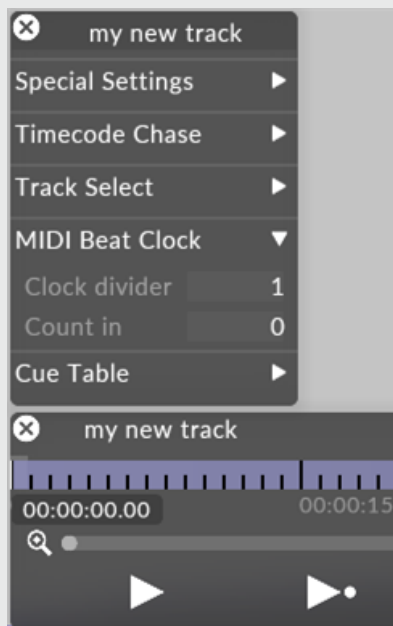 my new track
Special Settings
Timecode Chase
Track Select
MIDI Beat Clock
Clock divider 1
Count in 0
Cue Table
my new track
00:00:00.00 00:00:15